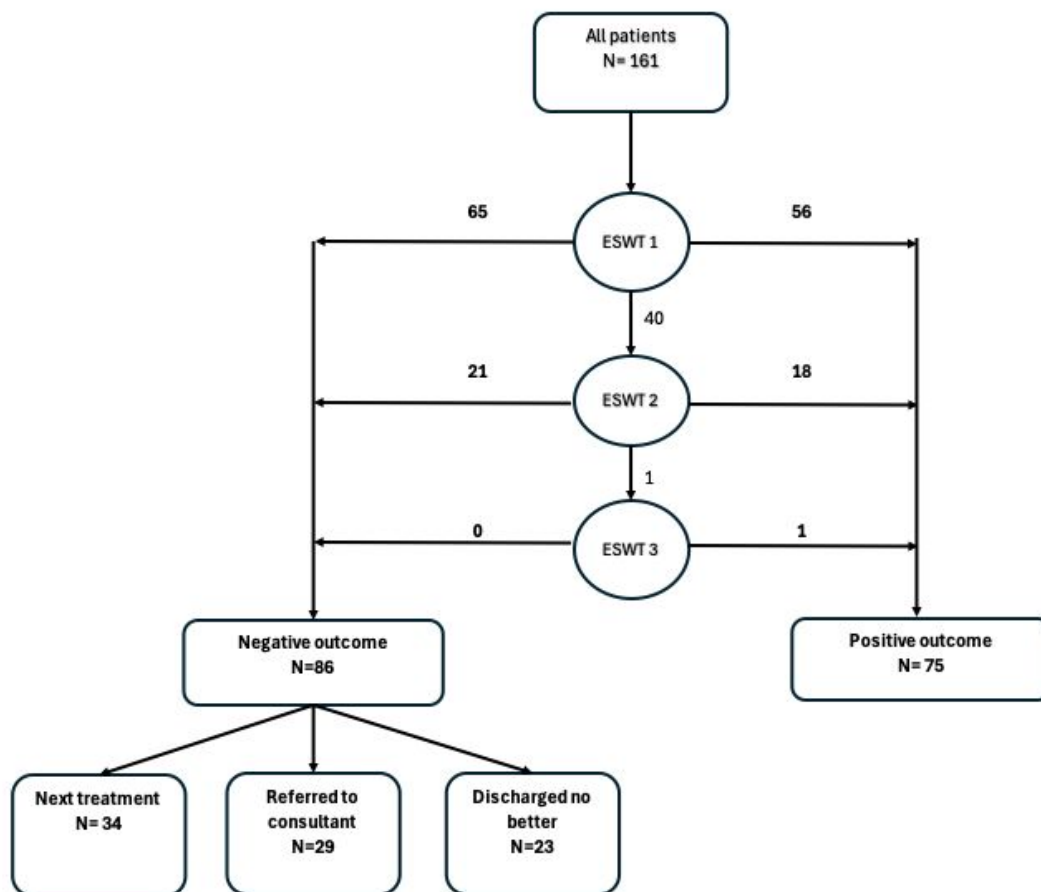 All patients
N= 161
65
56
ESWT 1
40
21
18
ESWT 2
1
0
1
ESWT 3
Negative outcome
N=86
Positive outcome
N= 75
Next treatment
N= 34
Referred to
consultant
N=29
Discharged no
better
N=23